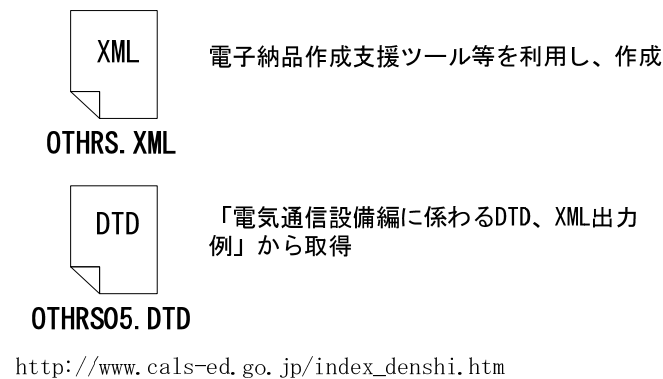 XML
電子納品作成支援ツール等を利用し、作成
OTHRS.XML
DTD
「電気通信設備編に係わるDTD、XML出力
例」から取得
OTHRS05.DTD
http://www.cals-ed.go.jp/index_denshi.htm